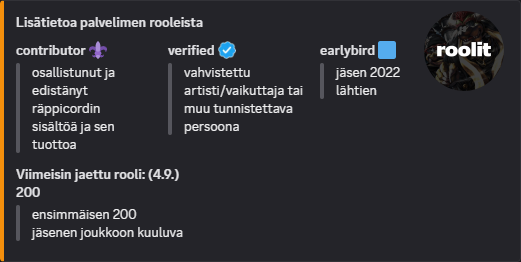 Lisätietoa palvelimen rooleista
roolit
contributor
osallistunut ja
edistänyt
räppicordin
sisältöä ja sen
tuottoa
verified
vahvistettu
artisti/vaikuttaja tai
muu tunnistettava
persoona
earlybird
jäsen 2022
lähtien
Viimeisin jaettu rooli: (4.9.)
200
ensimmäisen 200
jäsenen joukkoon kuuluva